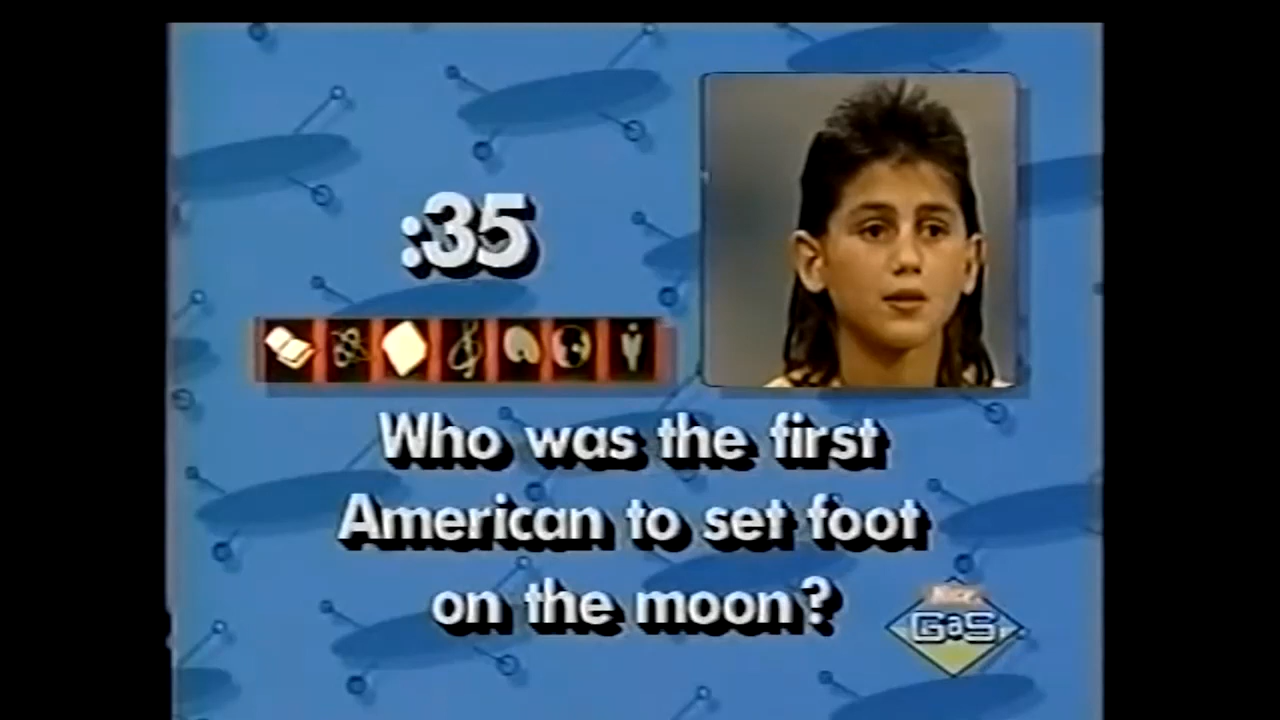 :35
Who was the first
American to set foot
on the moon?
Nick
GaS